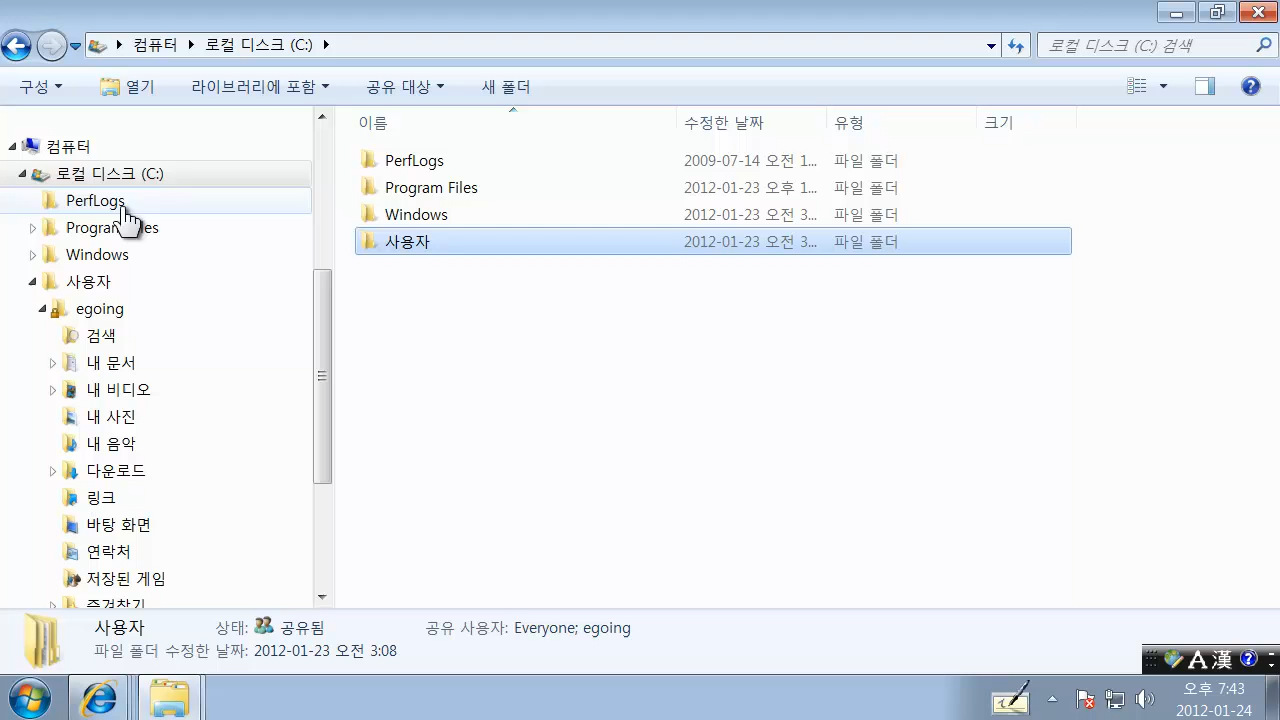 컴퓨터 로컬 디스크 (C:)
로컬 디스크 (C:) 검색
구성 열기 라이브러리에 포함 공유 대상 새 폴더
컴퓨터
로컬 디스크 (C:)
PerfLogs
Program Files
Windows
사용자
egoing
검색
내 문서
내 비디오
내 사진
내 음악
다운로드
링크
바탕 화면
연락처
저장된 게임
즐겨찾기
이름 수정한 날짜 유형 크기
PerfLogs 2009-07-14 오전 1... 파일 폴더
Program Files 2012-01-23 오후 1... 파일 폴더
Windows 2012-01-23 오전 3... 파일 폴더
사용자 2012-01-23 오전 3... 파일 폴더
사용자 상태: 공유됨 공유 사용자: Everyone; egoing
파일 폴더 수정한 날짜: 2012-01-23 오전 3:08
A 漢
오후 7:43
2012-01-24